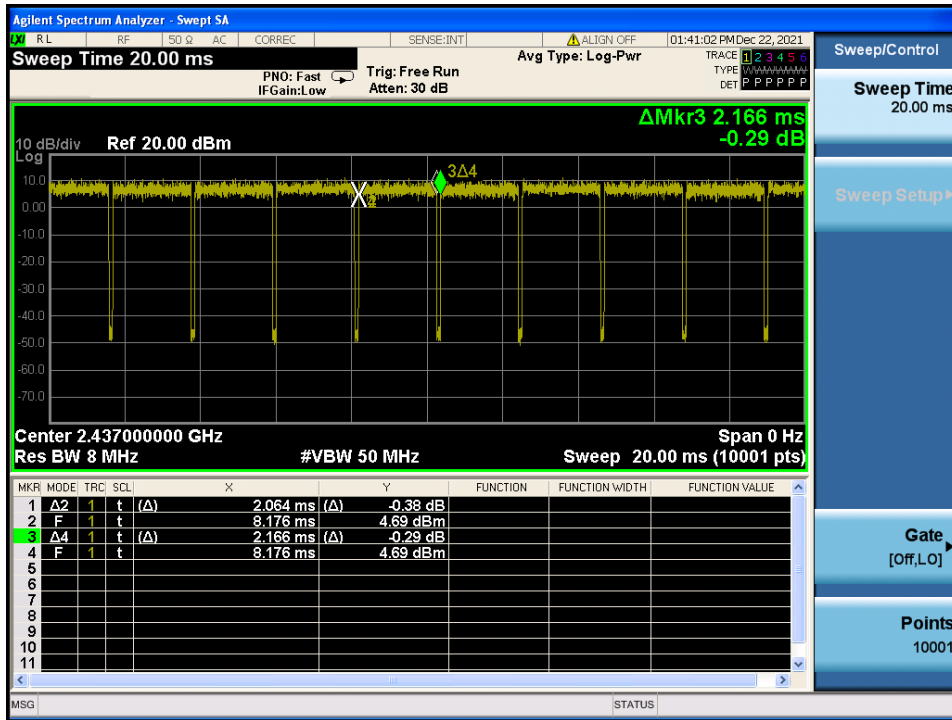 Agilent Spectrum Analyzer - Swept SA
LXI RL RF 50 Ω AC CORREC SENSE:INT ALIGN OFF 01:41:02 PM Dec 22, 2021
Sweep Time 20.00 ms
PNO: Fast
IFGain:Low
Trig: Free Run
Atten: 30 dB
Avg Type: Log-Pwr
TRACE 1 2 3 4 5 6
TYPE WWWWWW
DET P P P P P P
ΔMkr3 2.166 ms
-0.29 dB
10 dB/div Ref 20.00 dBm
Log
10.0
0.00
-10.0
-20.0
-30.0
-40.0
-50.0
-60.0
-70.0
3Δ4
Center 2.437000000 GHz Span 0 Hz
Res BW 8 MHz #VBW 50 MHz Sweep 20.00 ms (10001 pts)
MKR MODE TRC SCL X Y FUNCTION FUNCTION WIDTH FUNCTION VALUE
1 Δ2 1 t (Δ) 2.064 ms (Δ) -0.38 dB
2 F 1 t 8.176 ms 4.69 dBm
3 Δ4 1 t (Δ) 2.166 ms (Δ) -0.29 dB
4 F 1 t 8.176 ms 4.69 dBm
5
6
7
8
9
10
11
MSG STATUS
Sweep/Control
Sweep Time
20.00 ms
Sweep Setup
Gate
[Off,LO]
Points
10001